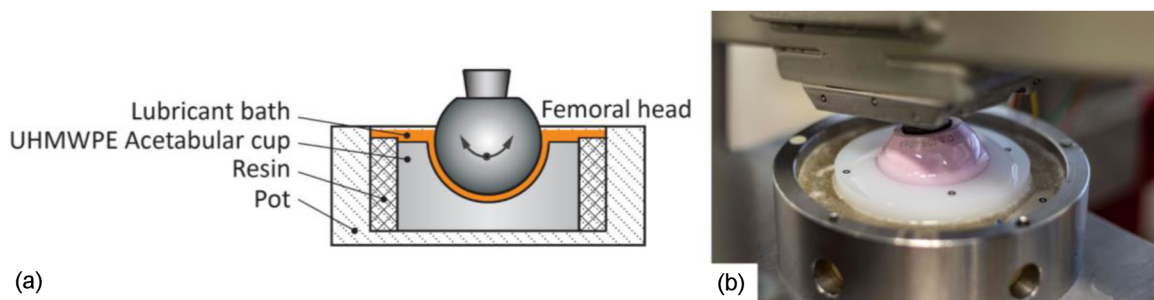 Lubricant bath
Femoral head
UHMWPE Acetabular cup
Resin
Pot
(a)
(b)